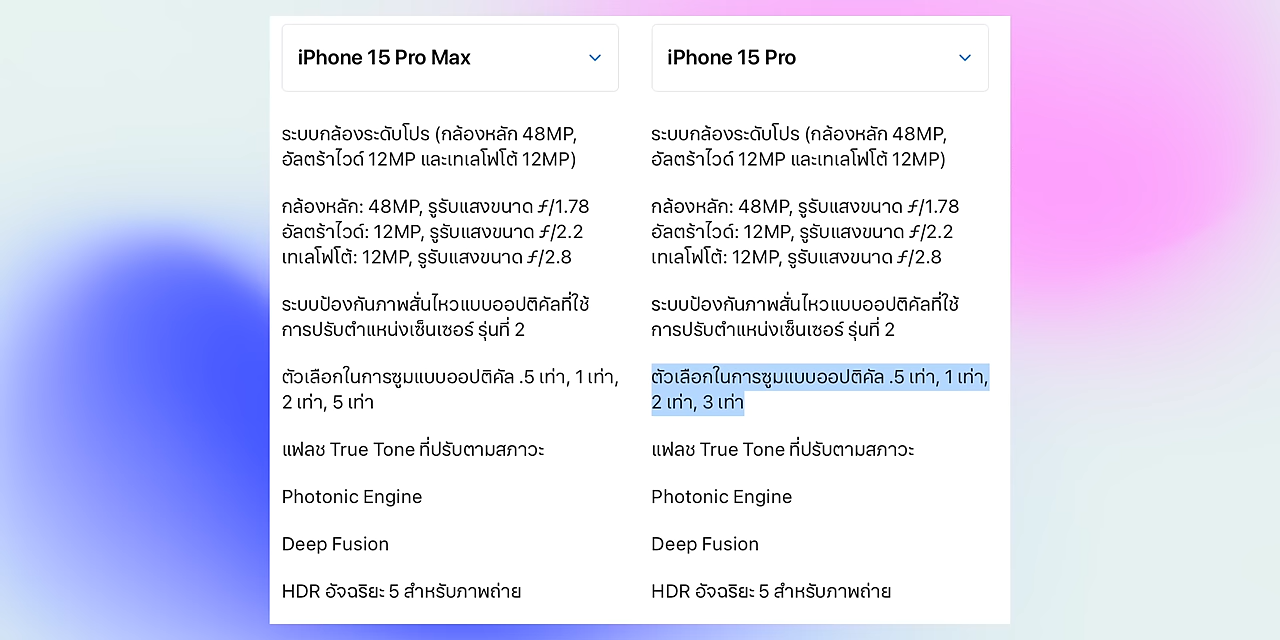 iPhone 15 Pro Max
ระบบกล้องระดับโปร (กล้องหลัก 48MP,
อัลตร้าไวด์ 12MP และเทเลโฟโต้ 12MP)
กล้องหลัก: 48MP, รูรับแสงขนาด ƒ/1.78
อัลตร้าไวด์: 12MP, รูรับแสงขนาด ƒ/2.2
เทเลโฟโต้: 12MP, รูรับแสงขนาด ƒ/2.8
ระบบป้องกันภาพสั่นไหวแบบออปติคัลที่ใช้
การปรับตำแหน่งเซ็นเซอร์ รุ่นที่ 2
ตัวเลือกในการซูมแบบออปติคัล .5 เท่า, 1 เท่า,
2 เท่า, 5 เท่า
แฟลช True Tone ที่ปรับตามสภาวะ
Photonic Engine
Deep Fusion
HDR อัจฉริยะ 5 สำหรับภาพถ่าย
iPhone 15 Pro
ระบบกล้องระดับโปร (กล้องหลัก 48MP,
อัลตร้าไวด์ 12MP และเทเลโฟโต้ 12MP)
กล้องหลัก: 48MP, รูรับแสงขนาด ƒ/1.78
อัลตร้าไวด์: 12MP, รูรับแสงขนาด ƒ/2.2
เทเลโฟโต้: 12MP, รูรับแสงขนาด ƒ/2.8
ระบบป้องกันภาพสั่นไหวแบบออปติคัลที่ใช้
การปรับตำแหน่งเซ็นเซอร์ รุ่นที่ 2
ตัวเลือกในการซูมแบบออปติคัล .5 เท่า, 1 เท่า,
2 เท่า, 3 เท่า
แฟลช True Tone ที่ปรับตามสภาวะ
Photonic Engine
Deep Fusion
HDR อัจฉริยะ 5 สำหรับภาพถ่าย